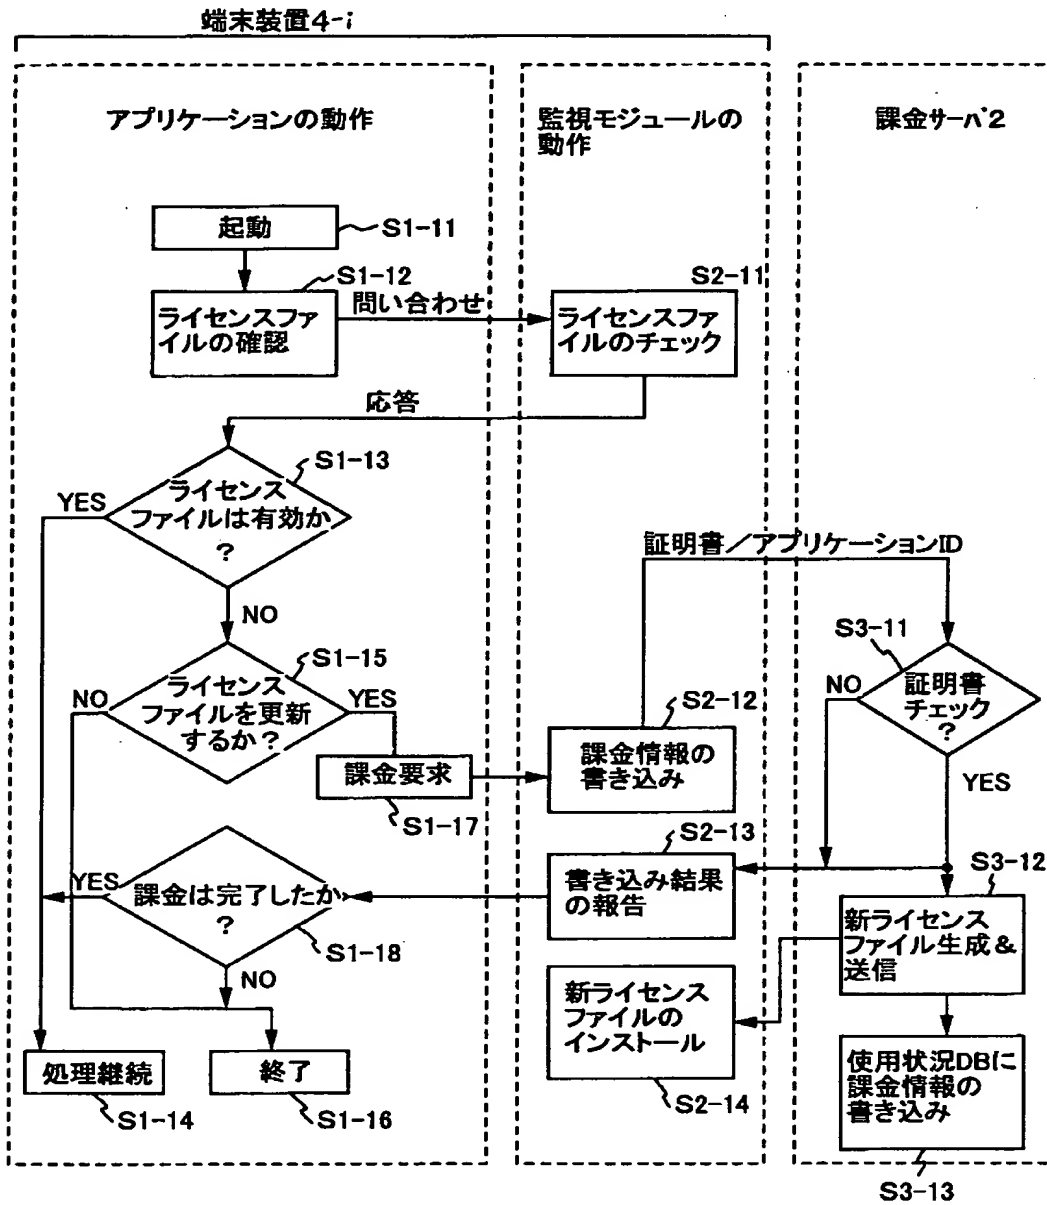 端末装置4-i
アプリケーションの動作
監視モジュールの
動作
課金サーバ2
起動
S1-11
S1-12
ライセンスファ
イルの確認
問い合わせ
S2-11
ライセンスファ
イルのチェック
応答
S1-13
YES
ライセンス
ファイルは有効か
?
NO
証明書/アプリケーションID
S1-15
NO
ライセンス
ファイルを更新
するか?
YES
課金要求
S1-17
S2-12
課金情報の
書き込み
S3-11
NO
証明書
チェック
?
YES
S2-13
書き込み結果
の報告
YES
課金は完了したか
?
S1-18
NO
S3-12
新ライセンス
ファイル生成&
送信
新ライセンス
ファイルの
インストール
S2-14
処理継続
S1-14
終了
S1-16
使用状況DBに
課金情報の
書き込み
S3-13